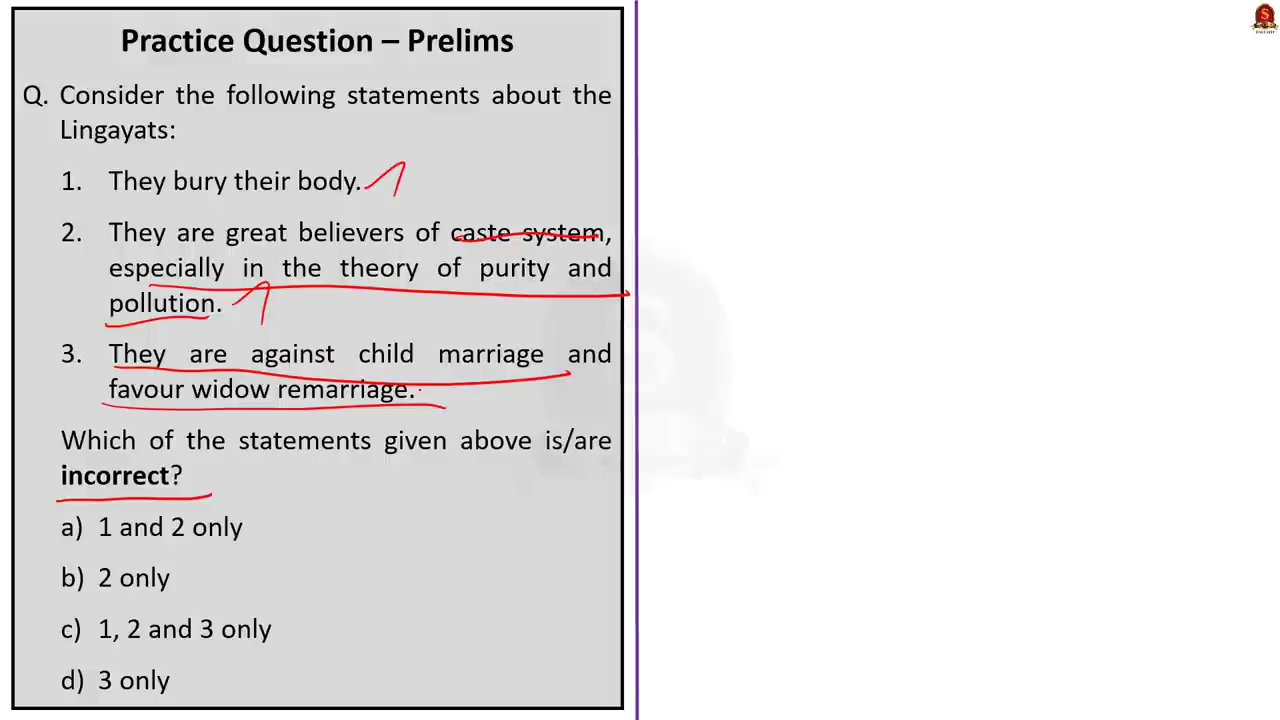 Practice Question – Prelims
Q. Consider the following statements about the
Lingayats:
1. They bury their body.
2. They are great believers of caste system,
especially in the theory of purity and
pollution.
3. They are against child marriage and
favour widow remarriage.
Which of the statements given above is/are
incorrect?
a) 1 and 2 only
b) 2 only
c) 1, 2 and 3 only
d) 3 only